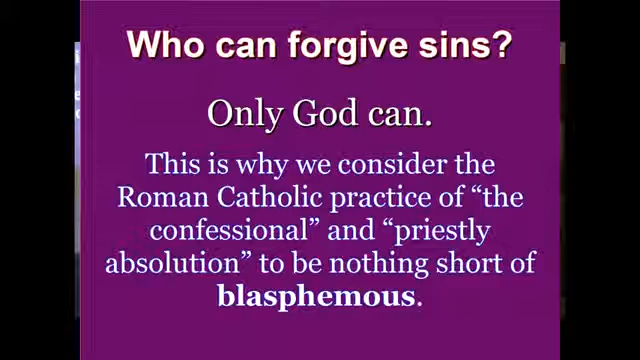 Who can forgive sins?
Only God can.
This is why we consider the
Roman Catholic practice of “the
confessional” and “priestly
absolution” to be nothing short of
blasphemous.